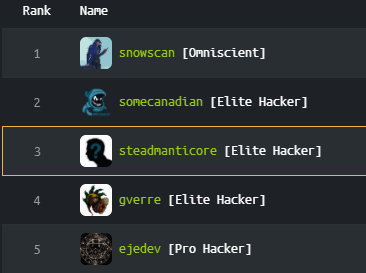 Rank Name
1 snowscan [Omniscient]
2 somecanadian [Elite Hacker]
3 steadmanticore [Elite Hacker]
4 gverre [Elite Hacker]
5 ejedev [Pro Hacker]